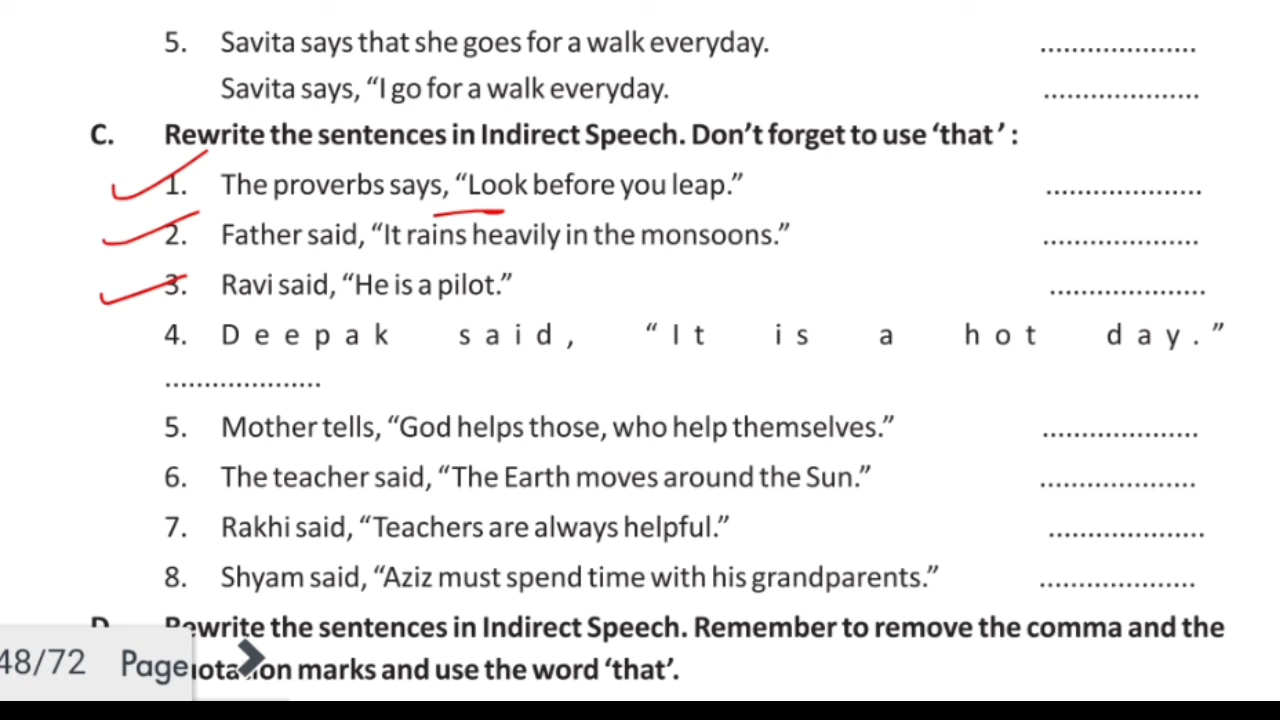 5. Savita says that she goes for a walk everyday. ....................
Savita says, “I go for a walk everyday. ....................
C. Rewrite the sentences in Indirect Speech. Don’t forget to use ‘that’ :
1. The proverbs says, “Look before you leap.” ....................
2. Father said, “It rains heavily in the monsoons.” ....................
3. Ravi said, “He is a pilot.” ....................
4. Deepak said, “It is a hot day.”
....................
5. Mother tells, “God helps those, who help themselves.” ....................
6. The teacher said, “The Earth moves around the Sun.” ....................
7. Rakhi said, “Teachers are always helpful.” ....................
8. Shyam said, “Aziz must spend time with his grandparents.” ....................
D. Rewrite the sentences in Indirect Speech. Remember to remove the comma and the
48/72 Page
marks and use the word ‘that’.